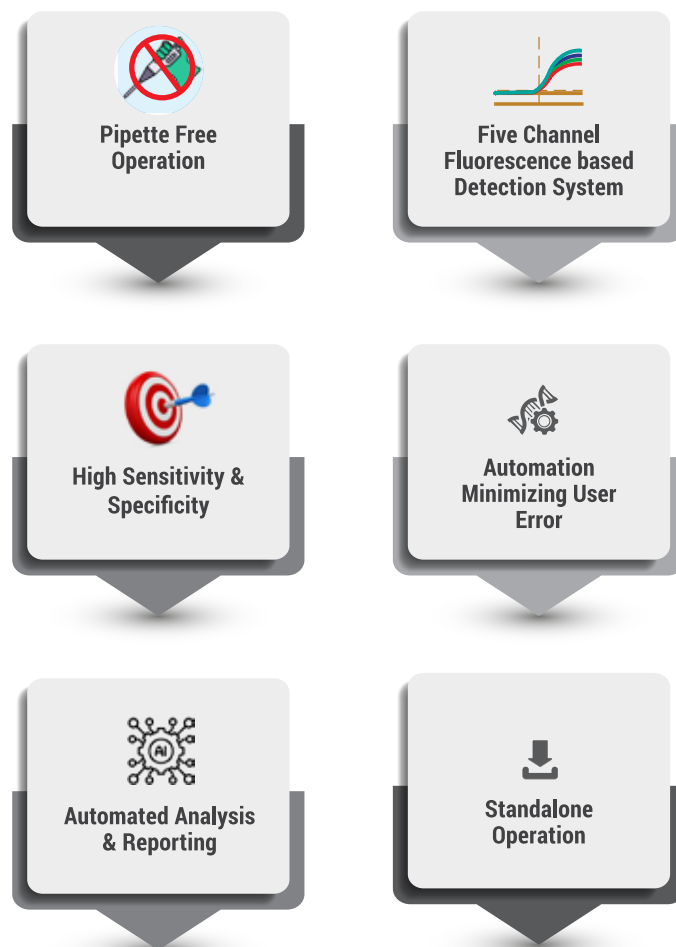 Pipette Free
Operation
Five Channel
Fluorescence based
Detection System
High Sensitivity &
Specificity
Automation
Minimizing User
Error
AI
Automated Analysis
& Reporting
Standalone
Operation